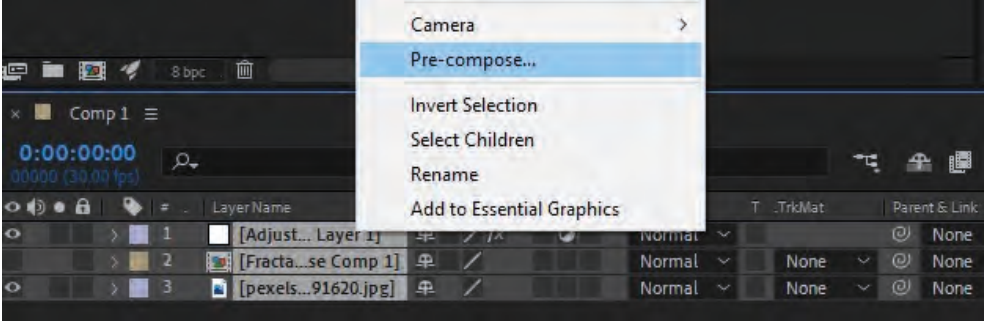 Camera >
Pre-compose...
8 bpc
Invert Selection
× Comp 1 ≡
Select Children
0:00:00:00
Rename
00000 (30.00 fps)
Add to Essential Graphics
# . Layer Name T .TrkMat Parent & Link
1 [Adjust... Layer 1] Normal None
2 [Fracta...se Comp 1] Normal None None
3 [pexels...91620.jpg] Normal None None